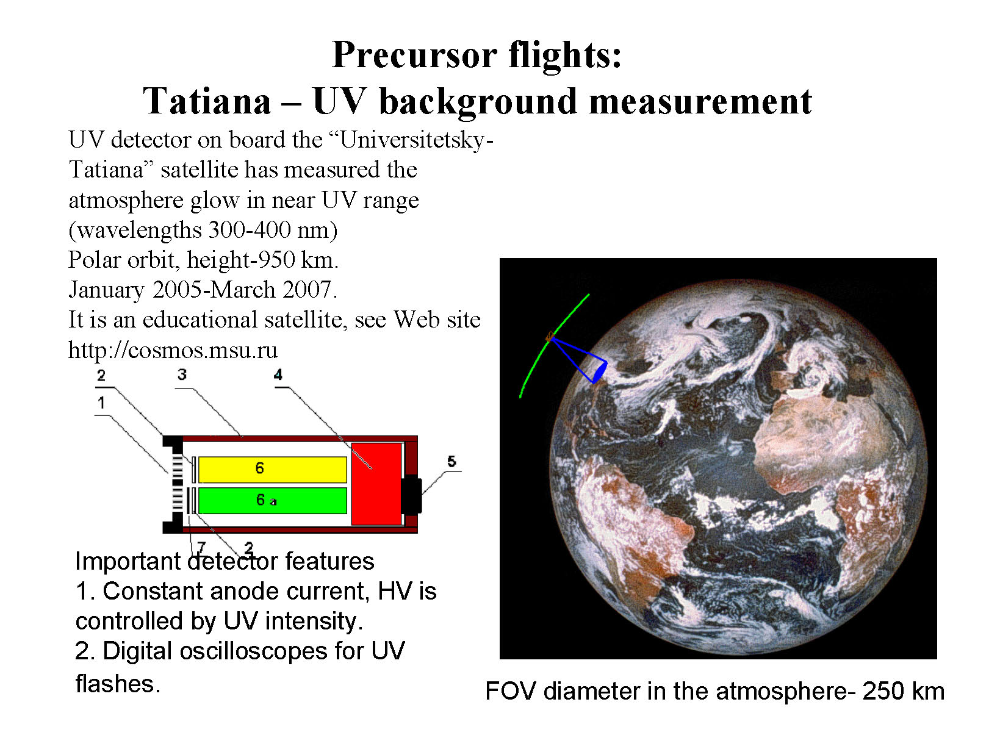 Precursor flights:
Tatiana – UV background measurement
UV detector on board the “Universitetsky-
Tatiana” satellite has measured the
atmosphere glow in near UV range
(wavelengths 300-400 nm)
Polar orbit, height-950 km.
January 2005-March 2007.
It is an educational satellite, see Web site
http://cosmos.msu.ru
2
3
4
1
5
6
6 a
7
2
Important detector features
1. Constant anode current, HV is
controlled by UV intensity.
2. Digital oscilloscopes for UV
flashes.
FOV diameter in the atmosphere- 250 km